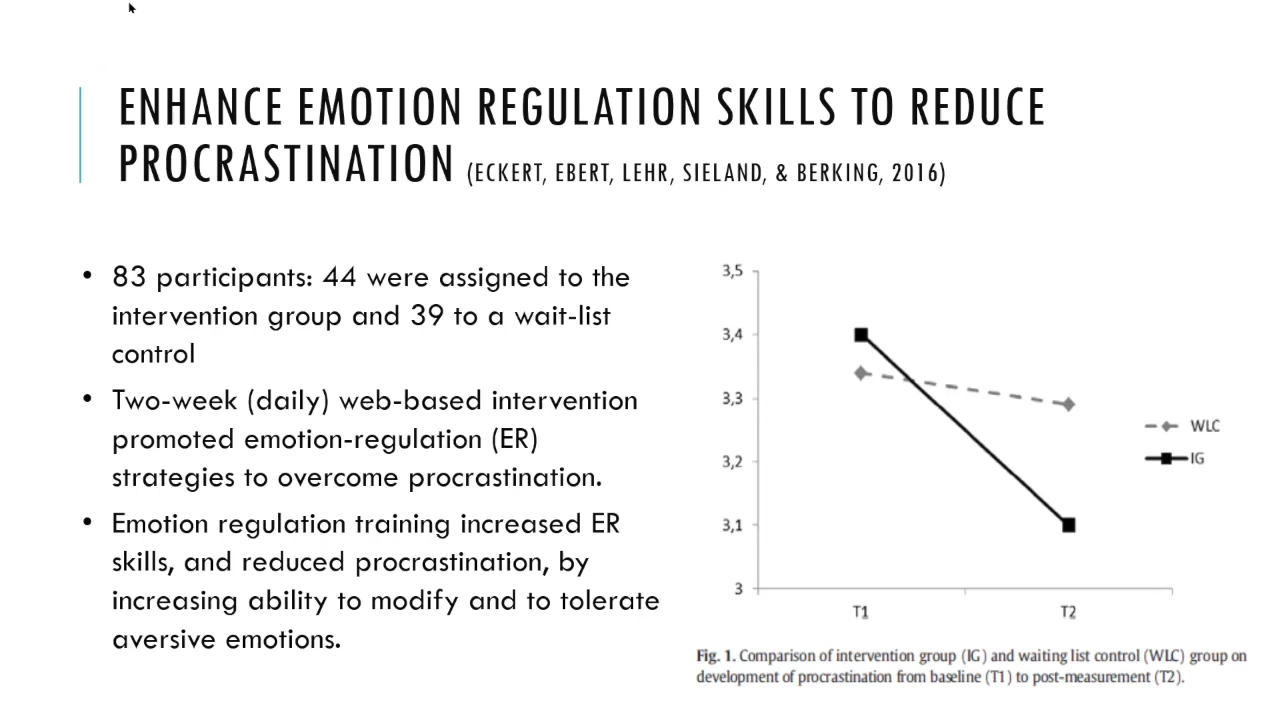 ENHANCE EMOTION REGULATION SKILLS TO REDUCE
PROCRASTINATION (ECKERT, EBERT, LEHR, SIELAND, & BERKING, 2016)
• 83 participants: 44 were assigned to the
intervention group and 39 to a wait-list
control
• Two-week (daily) web-based intervention
promoted emotion-regulation (ER)
strategies to overcome procrastination.
• Emotion regulation training increased ER
skills, and reduced procrastination, by
increasing ability to modify and to tolerate
aversive emotions.
3,5
3,4
3,3
3,2
3,1
3
T1
T2
WLC
IG
Fig. 1. Comparison of intervention group (IG) and waiting list control (WLC) group on
development of procrastination from baseline (T1) to post-measurement (T2).